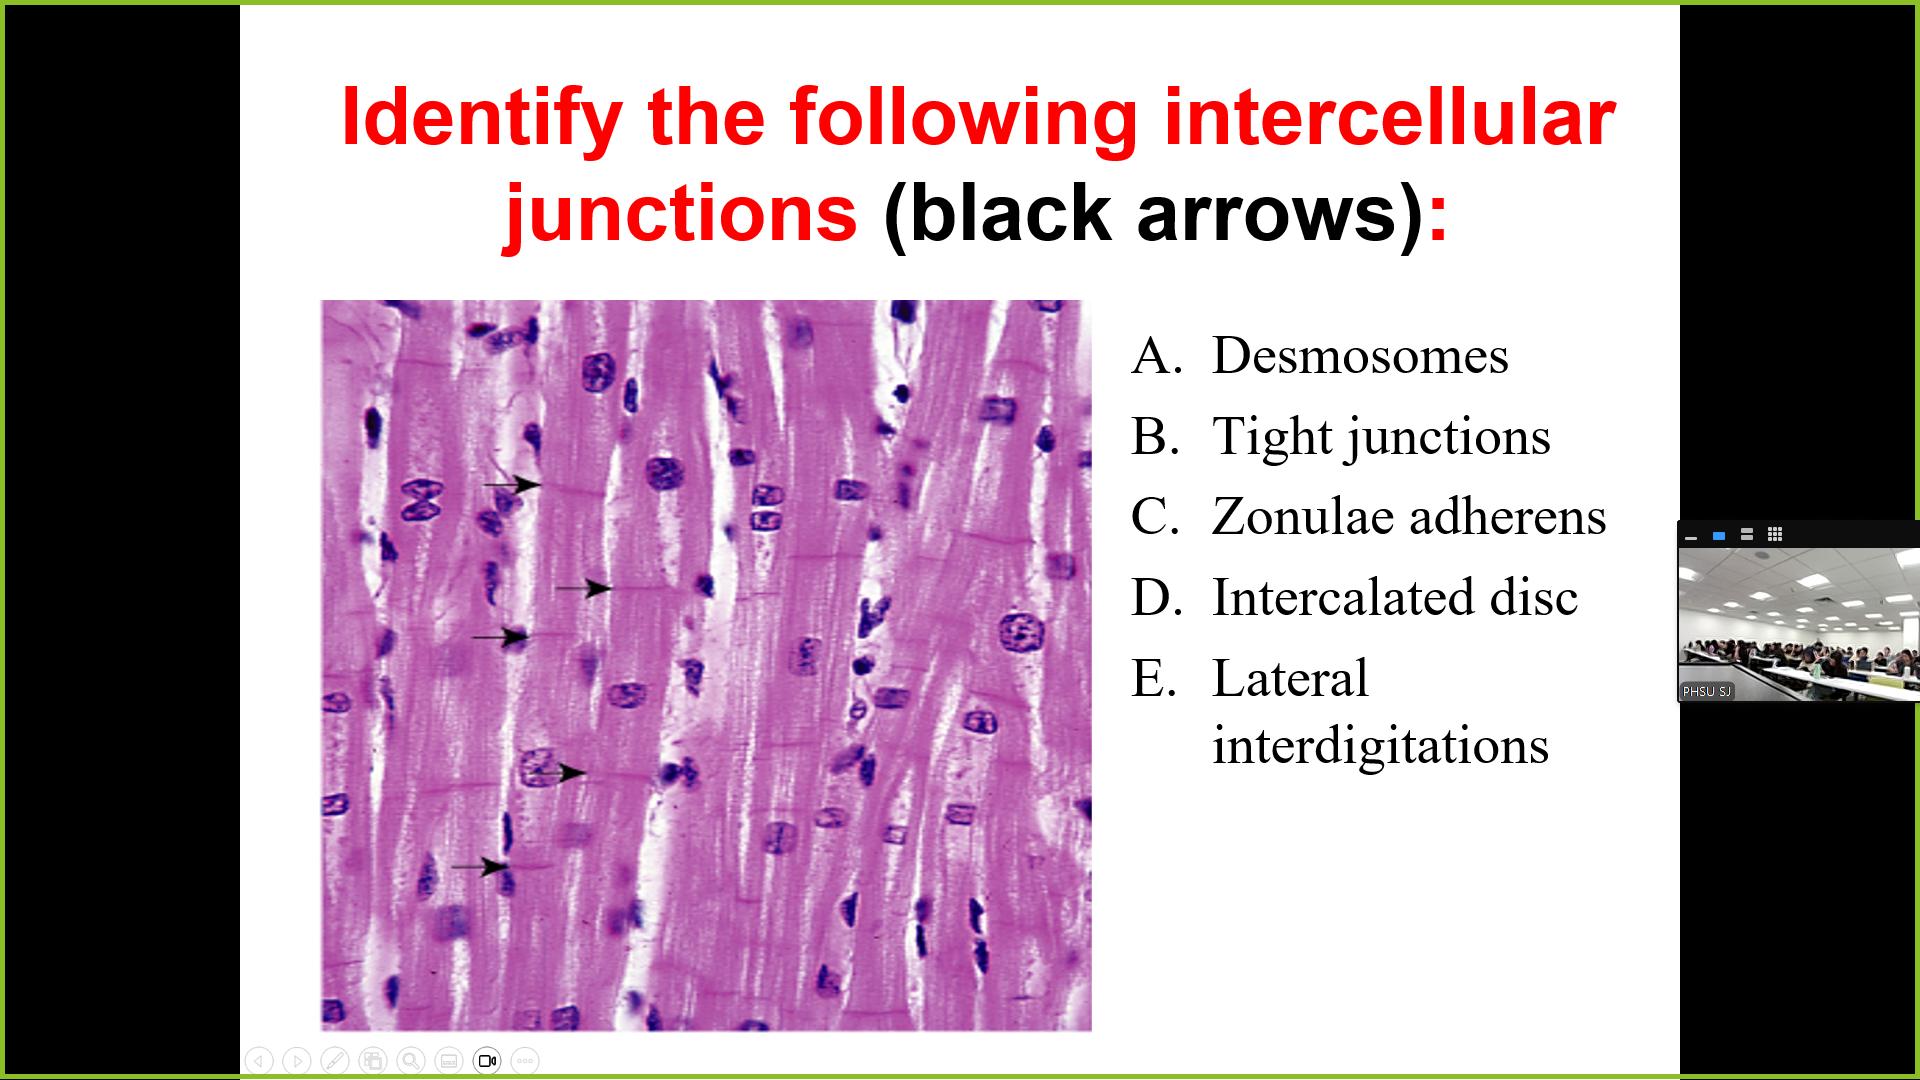 Identify the following intercellular
junctions (black arrows):
A. Desmosomes
B. Tight junctions
C. Zonulae adherens
D. Intercalated disc
E. Lateral
interdigitations
PHSU SJ